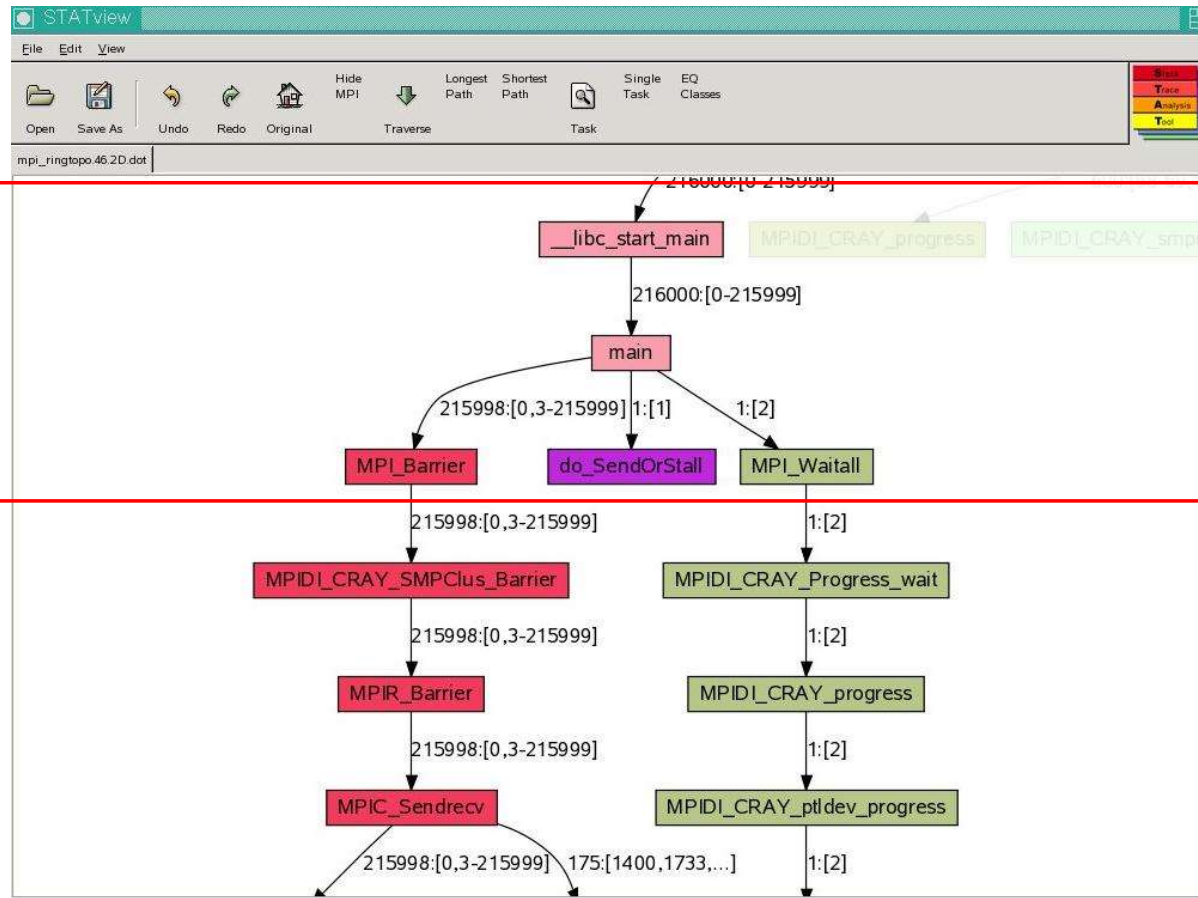 STATview
File Edit View
Hide MPI
Longest Path
Shortest Path
Single Task
EQ Classes
Open Save As Undo Redo Original Traverse Task
Stack
Trace
Analysis
Tool
mpi_ringtopo.46.2D.dot
216000:[0-215999]
__libc_start_main MPIDI_CRAY_progress MPIDI_CRAY_smp
216000:[0-215999]
main
215998:[0,3-215999] 1:[1] 1:[2]
MPI_Barrier do_SendOrStall MPI_Waitall
215998:[0,3-215999] 1:[2]
MPIDI_CRAY_SMPClus_Barrier MPIDI_CRAY_Progress_wait
215998:[0,3-215999] 1:[2]
MPIR_Barrier MPIDI_CRAY_progress
215998:[0,3-215999] 1:[2]
MPIC_Sendrecv MPIDI_CRAY_ptldev_progress
215998:[0,3-215999] 175:[1400,1733,...] 1:[2]